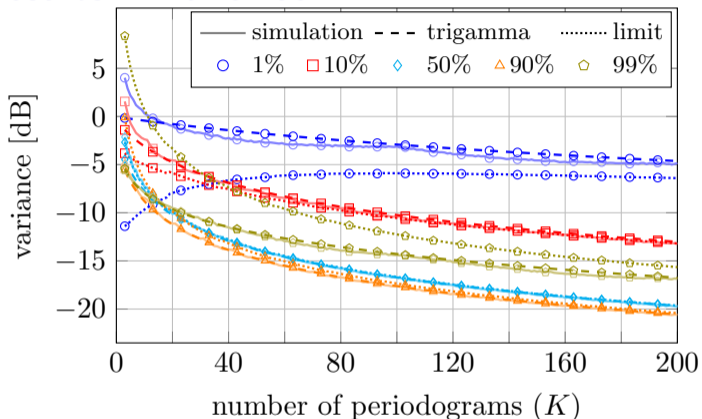 simulation trigamma limit
1% 10% 50% 90% 99%
5
0
−5
−10
−15
−20
variance [dB]
0 40 80 120 160 200
number of periodograms (K)